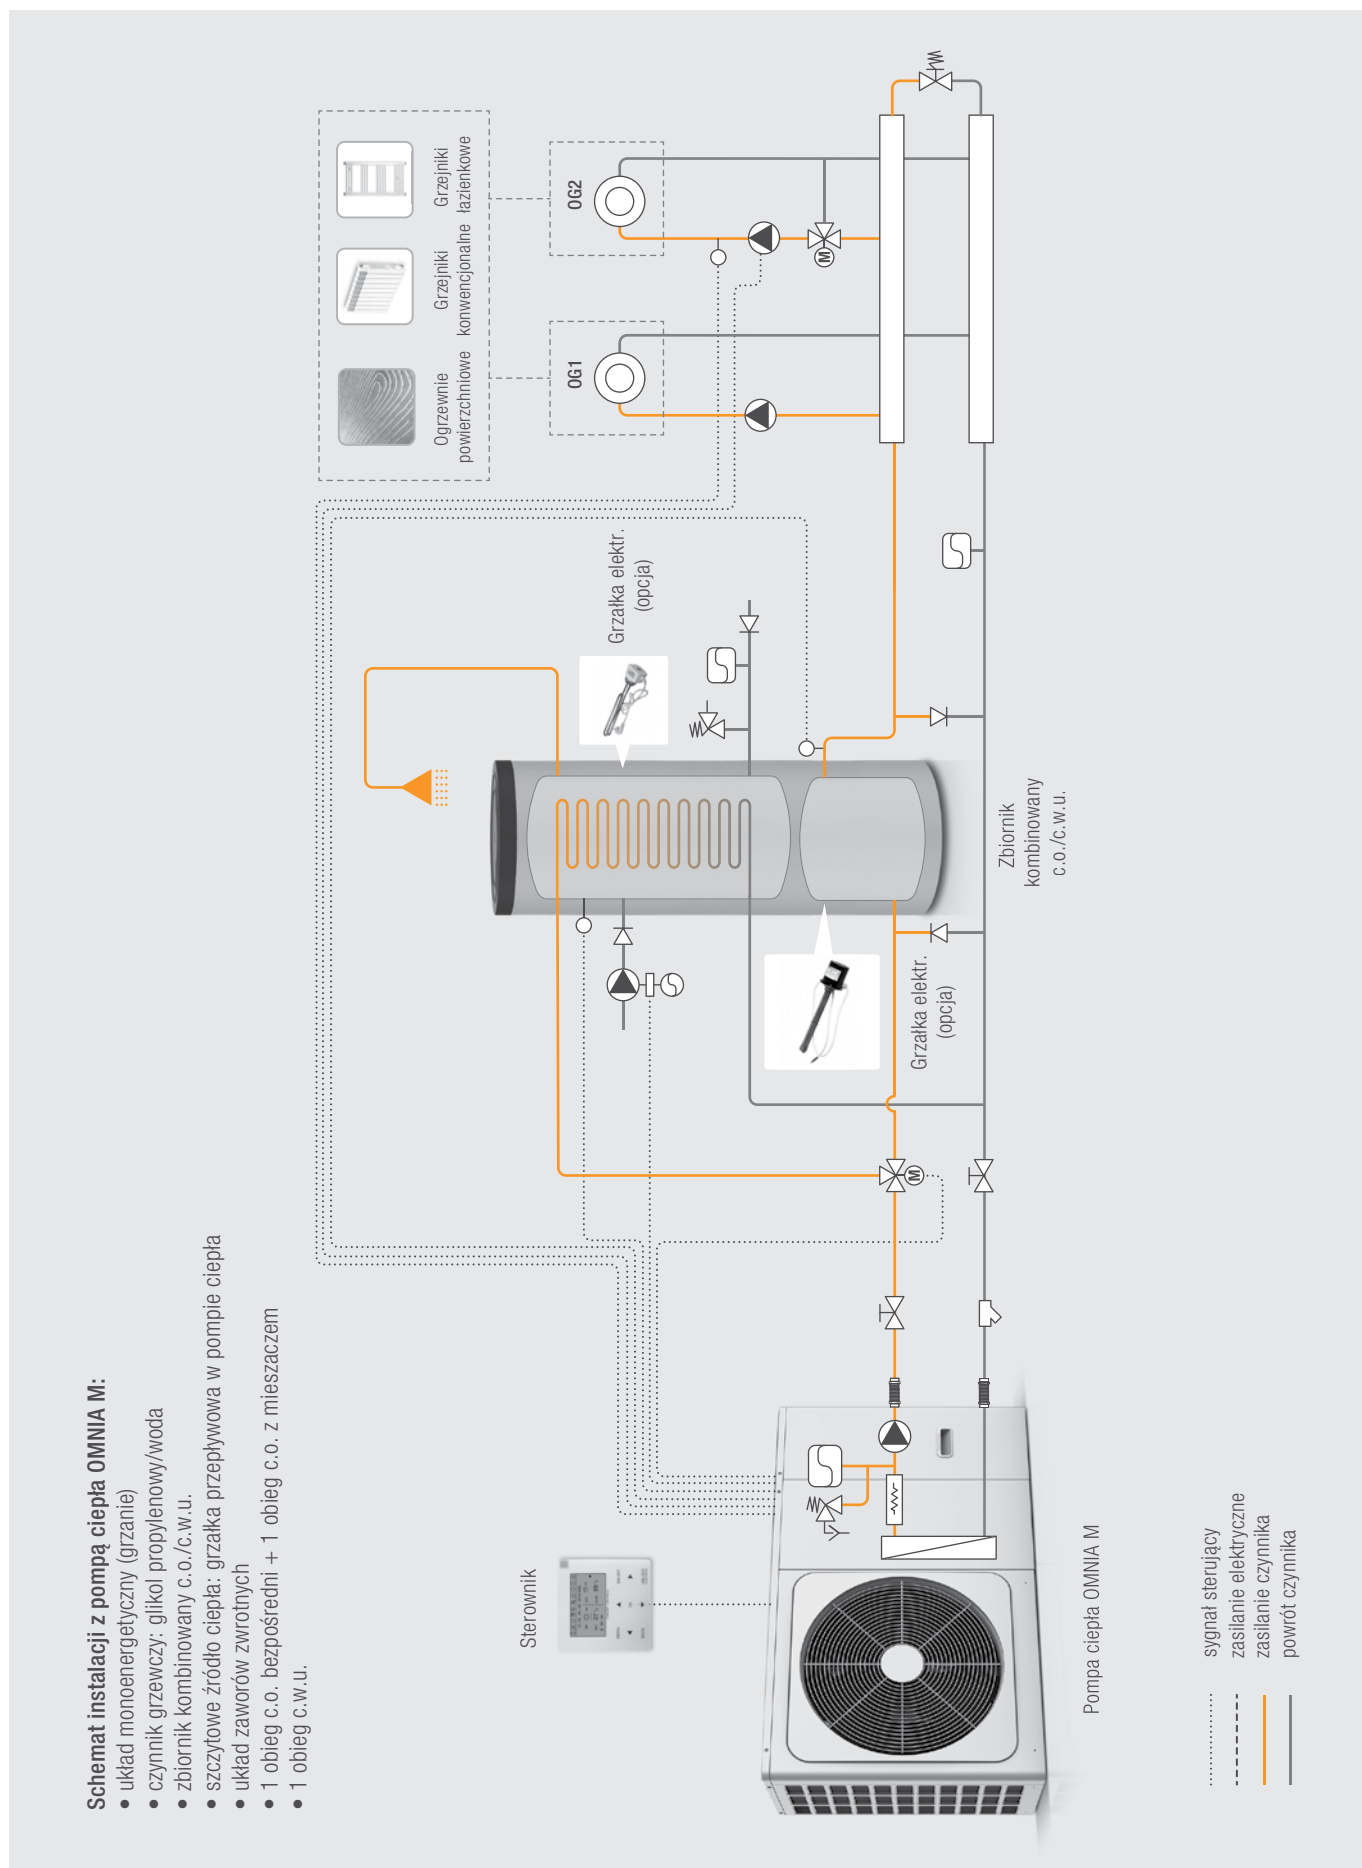 Schemat instalacji z pompą ciepła OMNIA M:
• układ monoenergetyczny (grzanie)
• czynnik grzewczy: glikol propylenowy/woda
• zbiornik kombinowany c.o./c.w.u.
• szczytowe źródło ciepła: grzałka przepływowa w pompie ciepła
• układ zaworów zwrotnych
• 1 obieg c.o. bezpośredni + 1 obieg c.o. z mieszaczem
• 1 obieg c.w.u.
Ogrzewnie
powierzchniowe
Grzejniki
konwencjonalne
Grzejniki
łazienkowe
OG1
OG2
M
Grzałka elektr.
(opcja)
Grzałka elektr.
(opcja)
Zbiornik
kombinowany
c.o./c.w.u.
M
Sterownik
Pompa ciepła OMNIA M
sygnał sterujący
zasilanie elektryczne
zasilanie czynnika
powrót czynnika